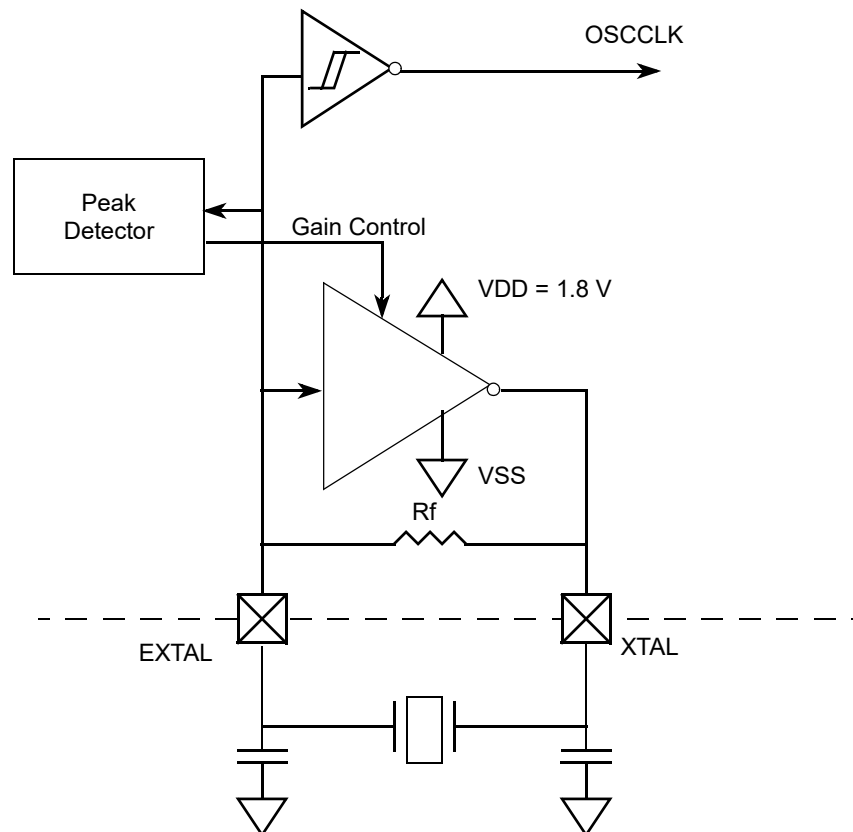 OSCCLK
Peak
Detector
Gain Control
VDD = 1.8 V
VSS
Rf
EXTAL
XTAL